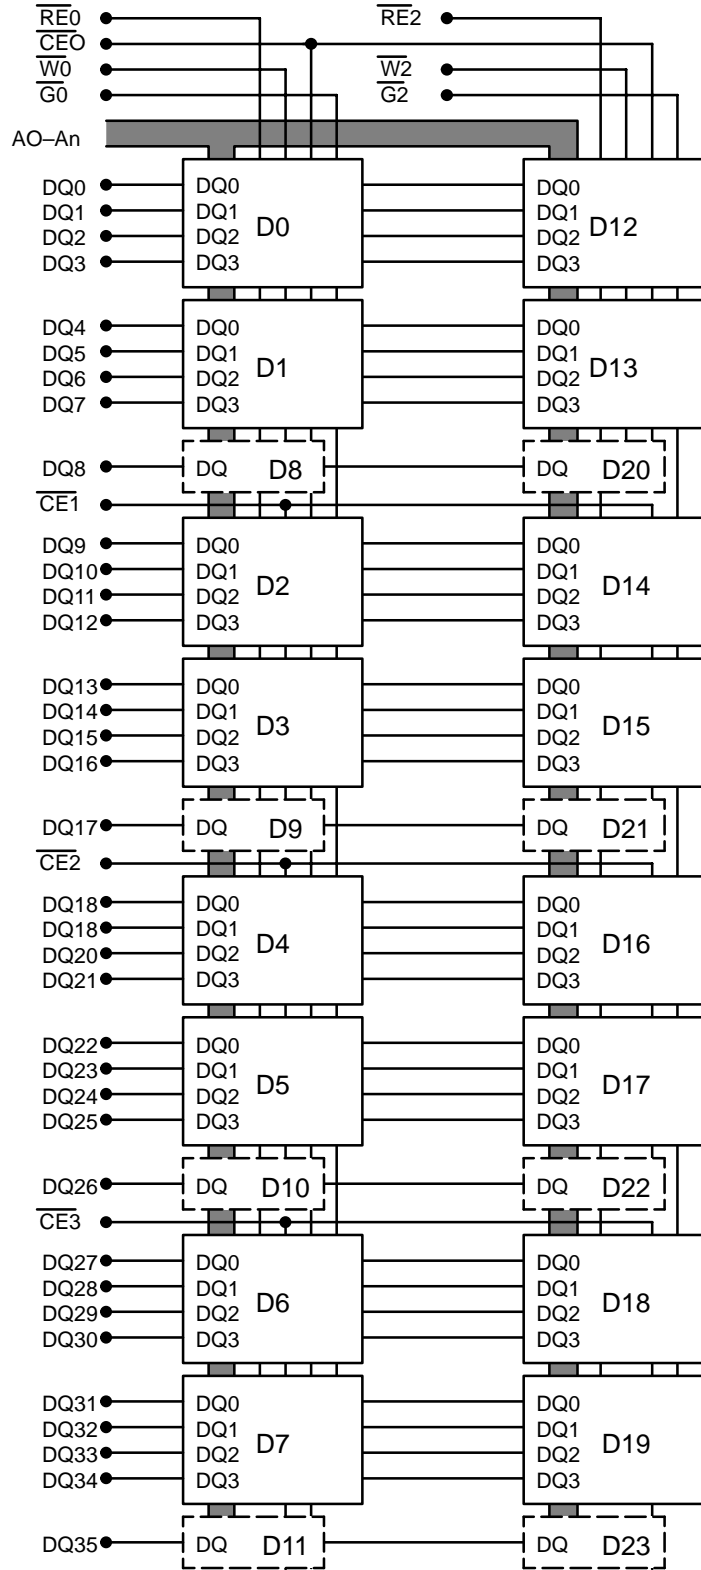 RE0 RE2
CEO
W0 W2
G0 G2
AO–An
DQ0 DQ0 DQ0
DQ1 DQ1 D0 DQ1 D12
DQ2 DQ2 DQ2
DQ3 DQ3 DQ3
DQ4 DQ0 DQ0
DQ5 DQ1 D1 DQ1 D13
DQ6 DQ2 DQ2
DQ7 DQ3 DQ3
DQ8 DQ D8 DQ D20
CE1
DQ9 DQ0 DQ0
DQ10 DQ1 D2 DQ1 D14
DQ11 DQ2 DQ2
DQ12 DQ3 DQ3
DQ13 DQ0 DQ0
DQ14 DQ1 D3 DQ1 D15
DQ15 DQ2 DQ2
DQ16 DQ3 DQ3
DQ17 DQ D9 DQ D21
CE2
DQ18 DQ0 DQ0
DQ18 DQ1 D4 DQ1 D16
DQ20 DQ2 DQ2
DQ21 DQ3 DQ3
DQ22 DQ0 DQ0
DQ23 DQ1 D5 DQ1 D17
DQ24 DQ2 DQ2
DQ25 DQ3 DQ3
DQ26 DQ D10 DQ D22
CE3
DQ27 DQ0 DQ0
DQ28 DQ1 D6 DQ1 D18
DQ29 DQ2 DQ2
DQ30 DQ3 DQ3
DQ31 DQ0 DQ0
DQ32 DQ1 D7 DQ1 D19
DQ33 DQ2 DQ2
DQ34 DQ3 DQ3
DQ35 DQ D11 DQ D23